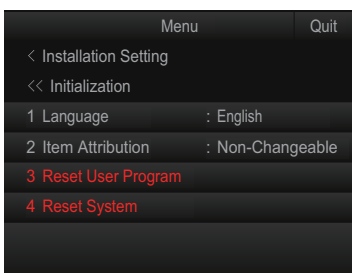 Menu Quit
< Installation Setting
<< Initialization
1 Language : English
2 Item Attribution : Non-Changeable
3 Reset User Program
4 Reset System